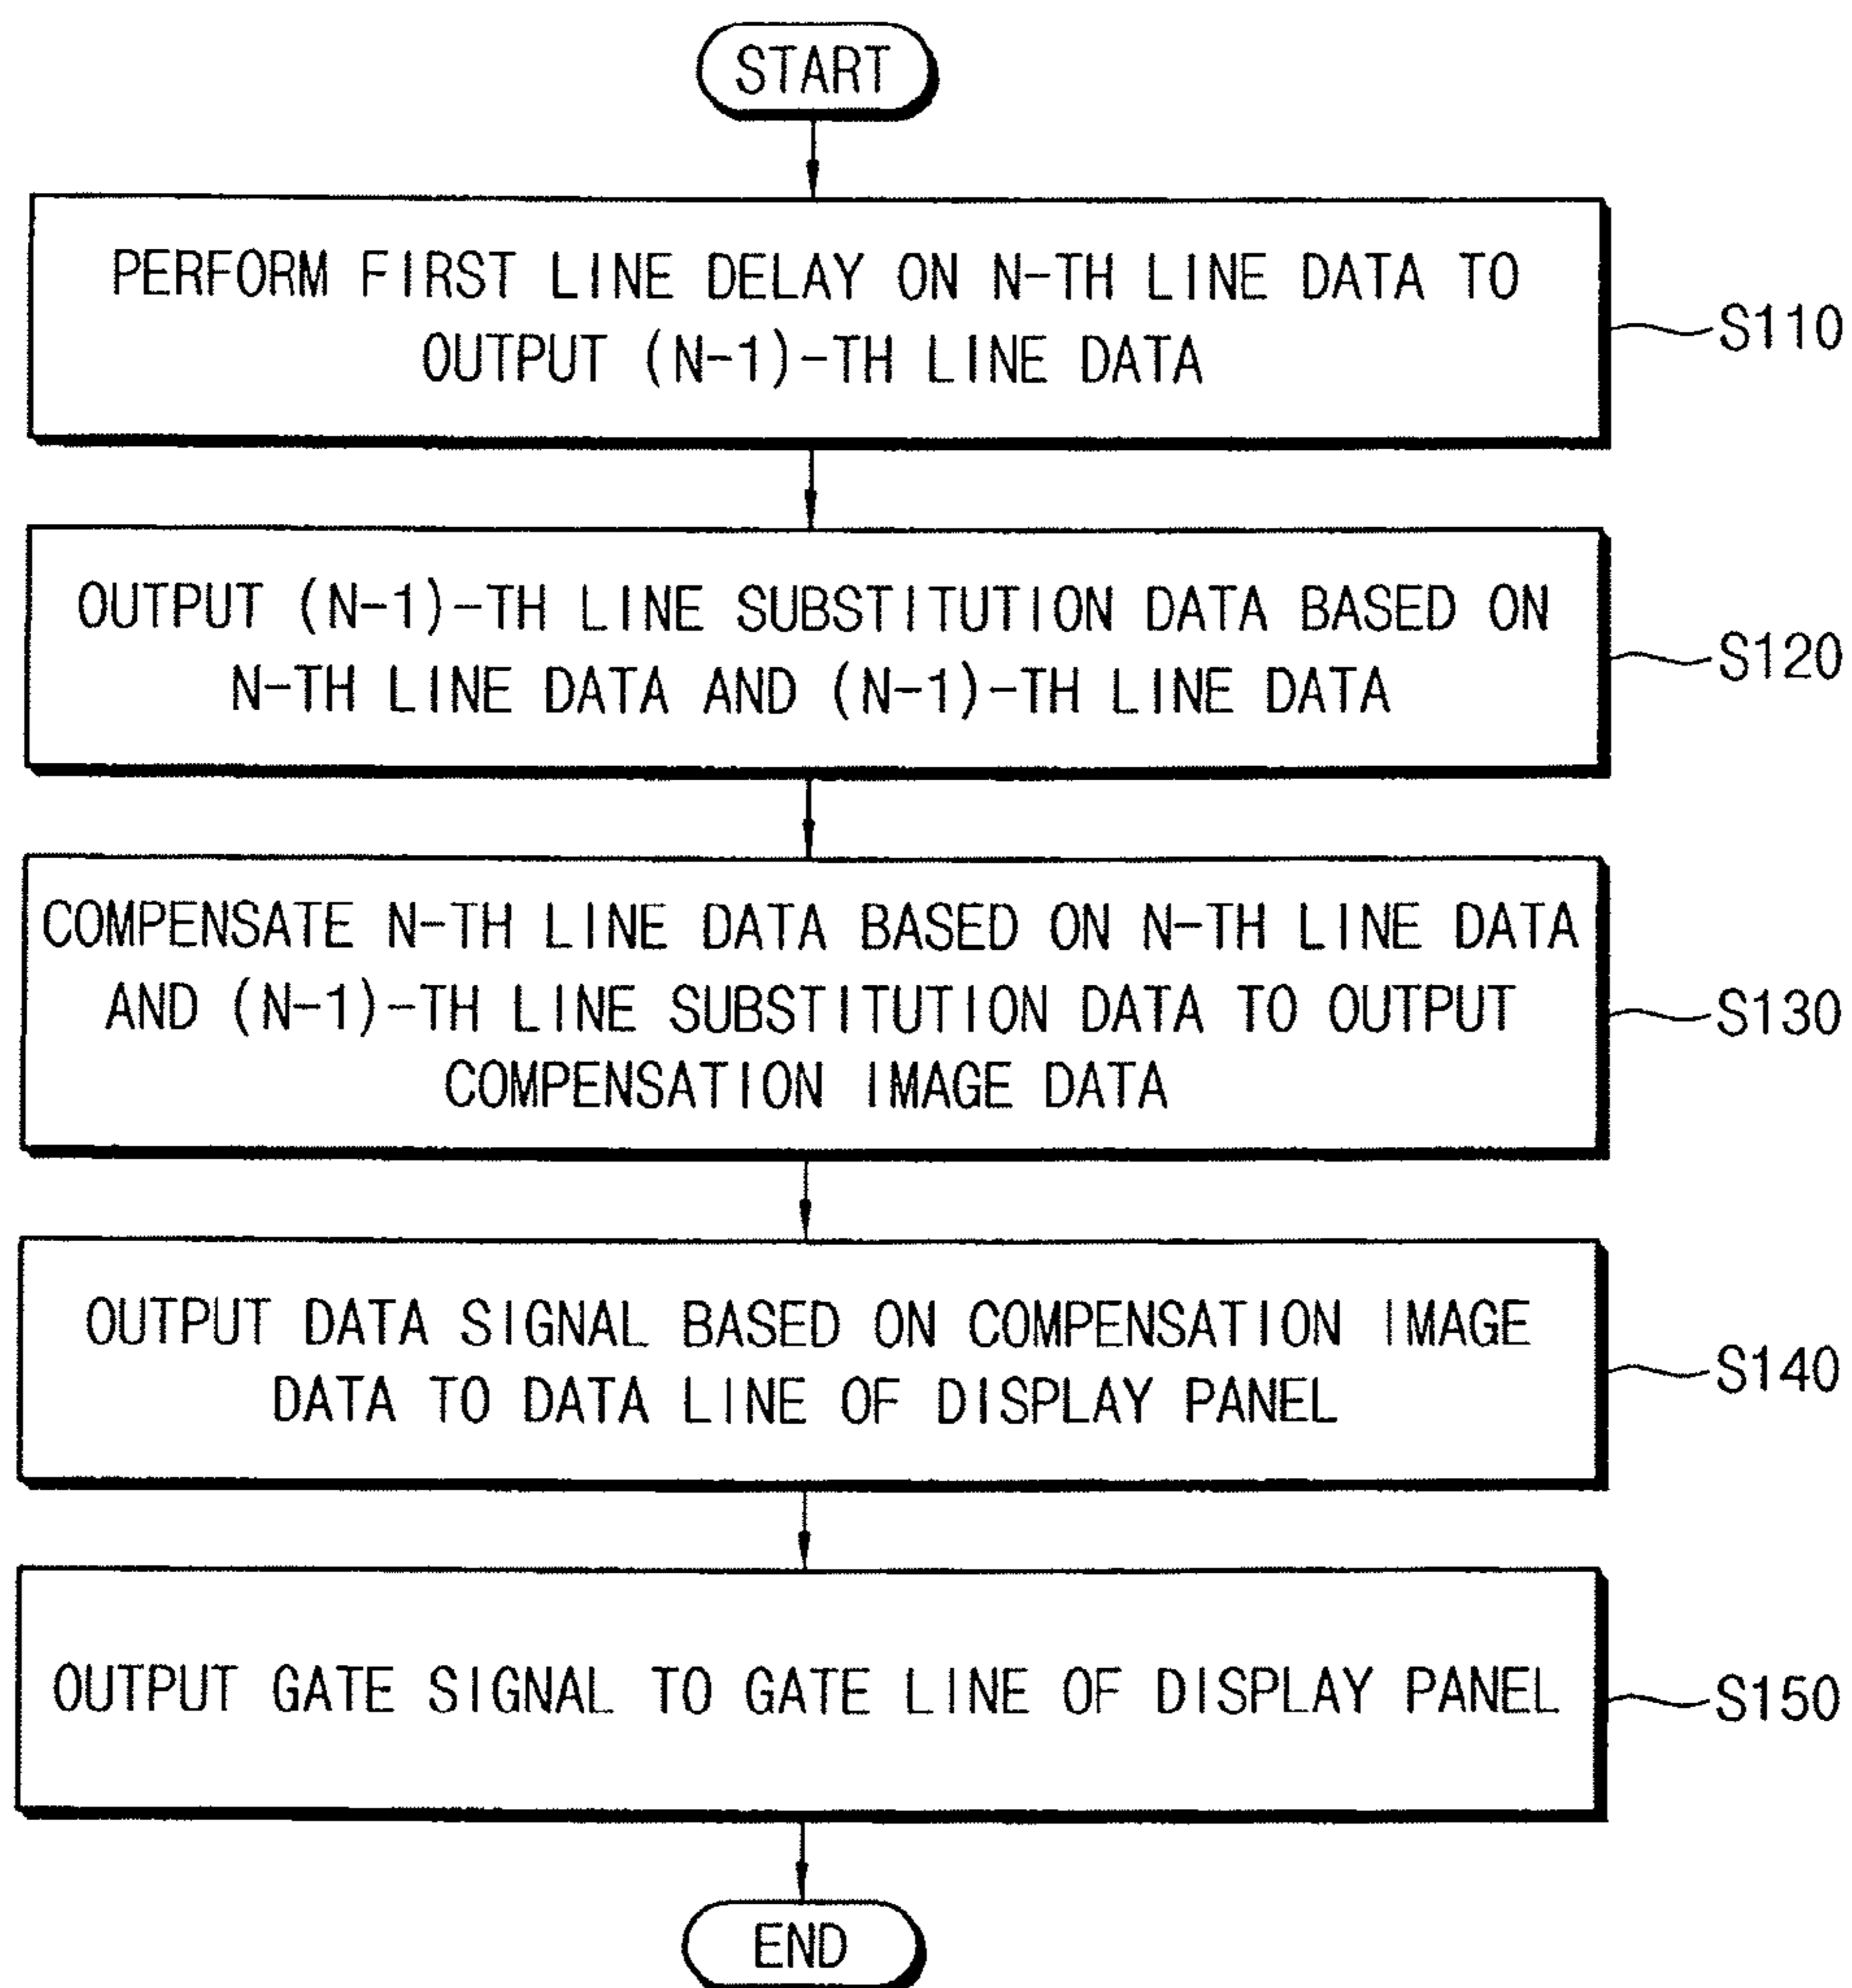 START
PERFORM FIRST LINE DELAY ON N-TH LINE DATA TO
OUTPUT (N-1)-TH LINE DATA
S110
OUTPUT (N-1)-TH LINE SUBSTITUTION DATA BASED ON
N-TH LINE DATA AND (N-1)-TH LINE DATA
S120
COMPENSATE N-TH LINE DATA BASED ON N-TH LINE DATA
AND (N-1)-TH LINE SUBSTITUTION DATA TO OUTPUT
COMPENSATION IMAGE DATA
S130
OUTPUT DATA SIGNAL BASED ON COMPENSATION IMAGE
DATA TO DATA LINE OF DISPLAY PANEL
S140
OUTPUT GATE SIGNAL TO GATE LINE OF DISPLAY PANEL
S150
END